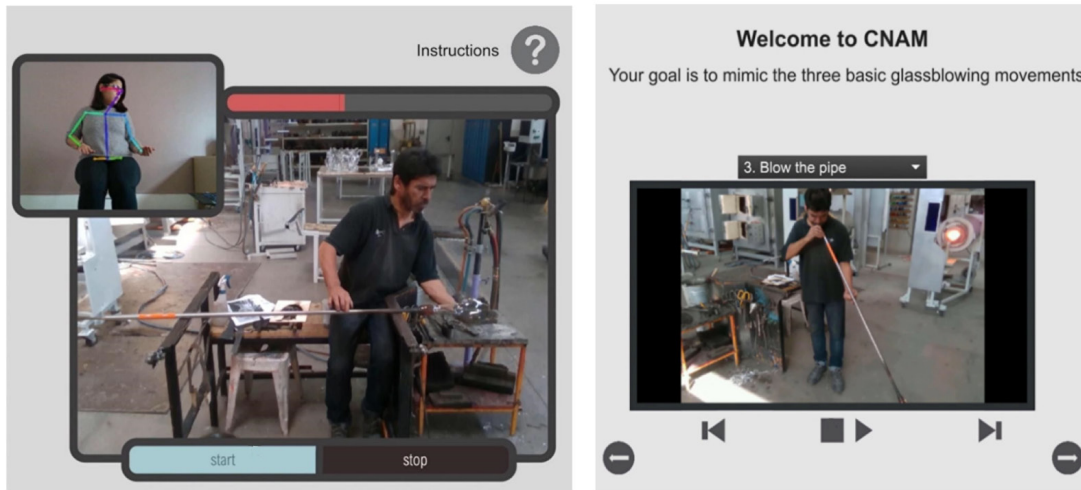 Instructions
?
start
stop
Welcome to CNAM
Your goal is to mimic the three basic glassblowing movements
3. Blow the pipe